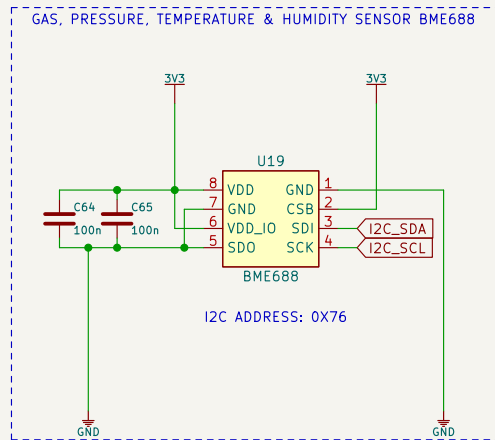 GAS, PRESSURE, TEMPERATURE & HUMIDITY SENSOR BME688
3V3
3V3
U19
8 VDD GND 1
7 GND CSB 2
6 VDD_IO SDI 3
5 SDO SCK 4
C64
100n
C65
100n
I2C_SDA
I2C_SCL
BME688
I2C ADDRESS: 0X76
GND
GND